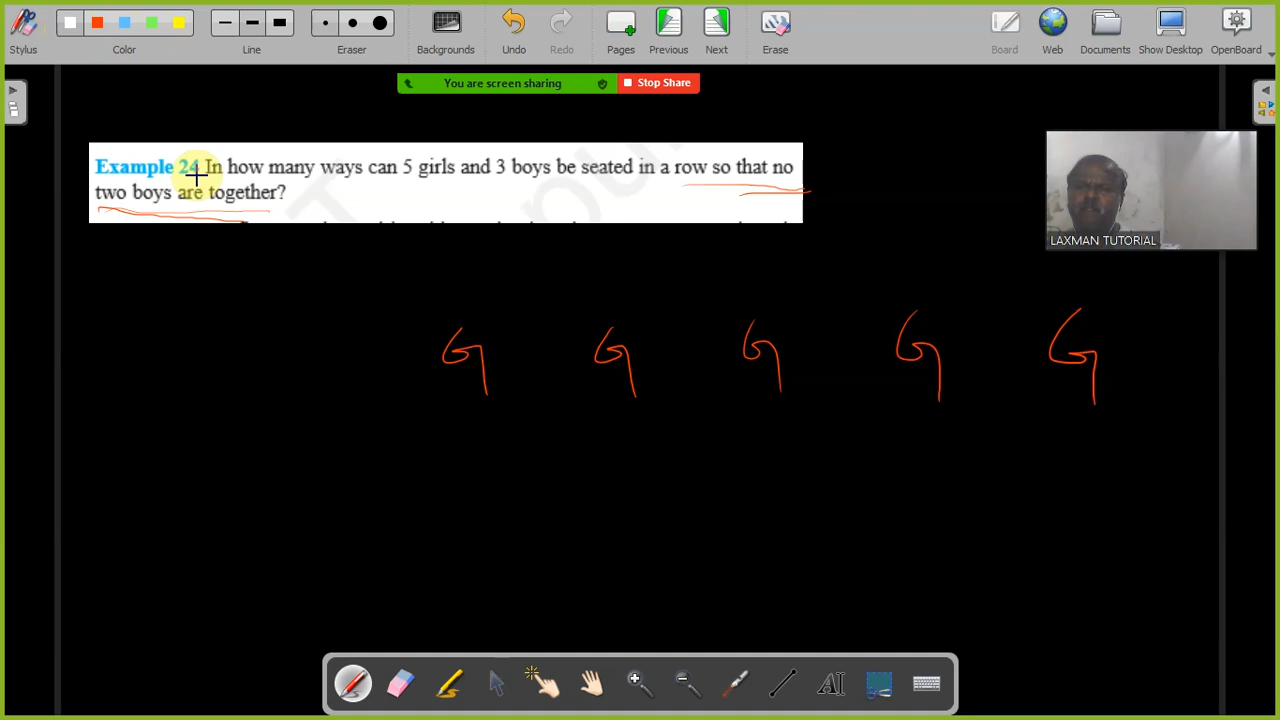 Stylus
Color
Line
Eraser
Backgrounds
Undo
Redo
Pages
Previous
Next
Erase
Board
Web
Documents
Show Desktop
OpenBoard
You are screen sharing
Stop Share
Example 24 In how many ways can 5 girls and 3 boys be seated in a row so that no
two boys are together?
LAXMAN TUTORIAL
G G G G G
AI